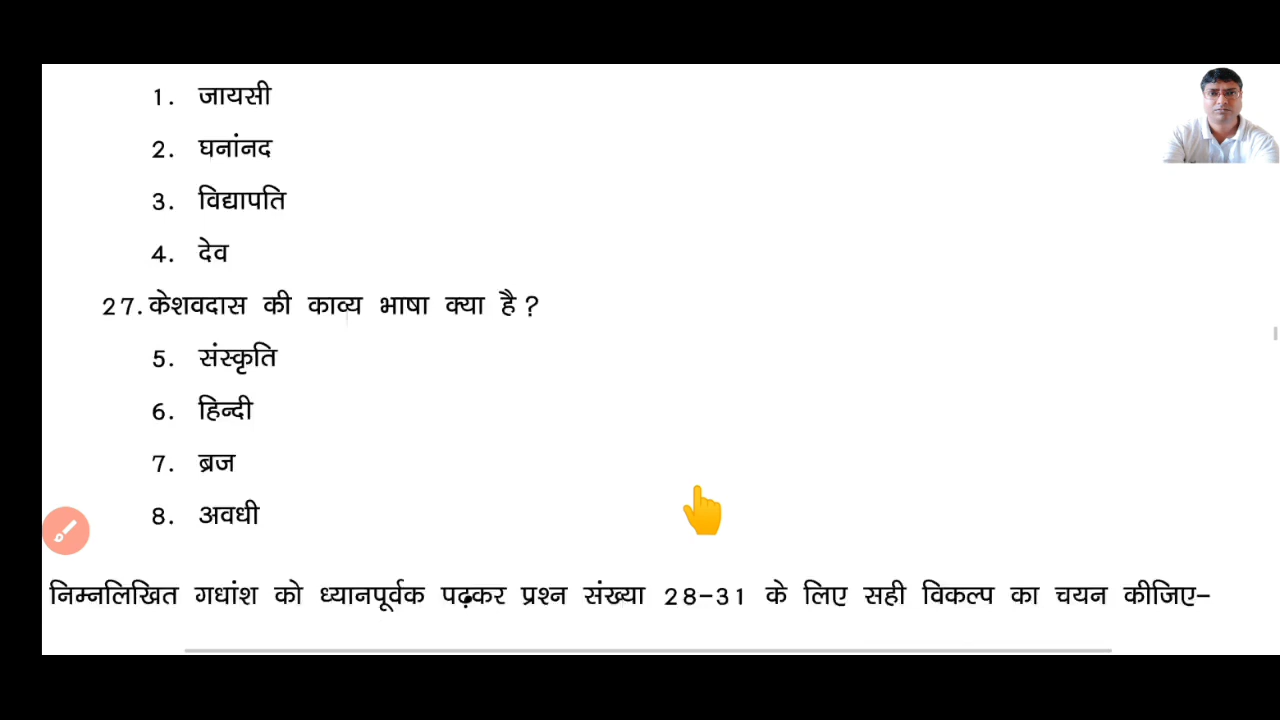 1. जायसी
2. घनांनद
3. विद्यापति
4. देव
27.केशवदास की काव्य भाषा क्या है?
5. संस्कृति
6. हिन्दी
7. ब्रज
8. अवधी
निम्नलिखित गधांश को ध्यानपूर्वक पढ़कर प्रश्न संख्या 28-31 के लिए सही विकल्प का चयन कीजिए-